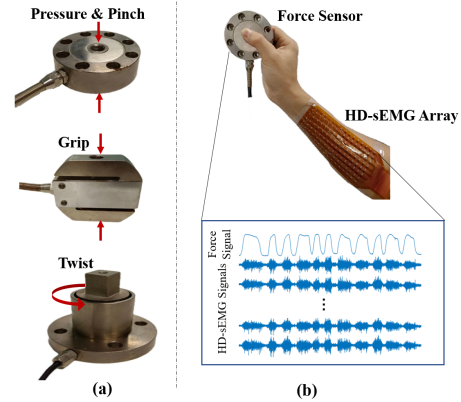 Pressure & Pinch
Grip
Twist
(a)
Force Sensor
HD-sEMG Array
Force
Signal
HD-sEMG Signals
(b)